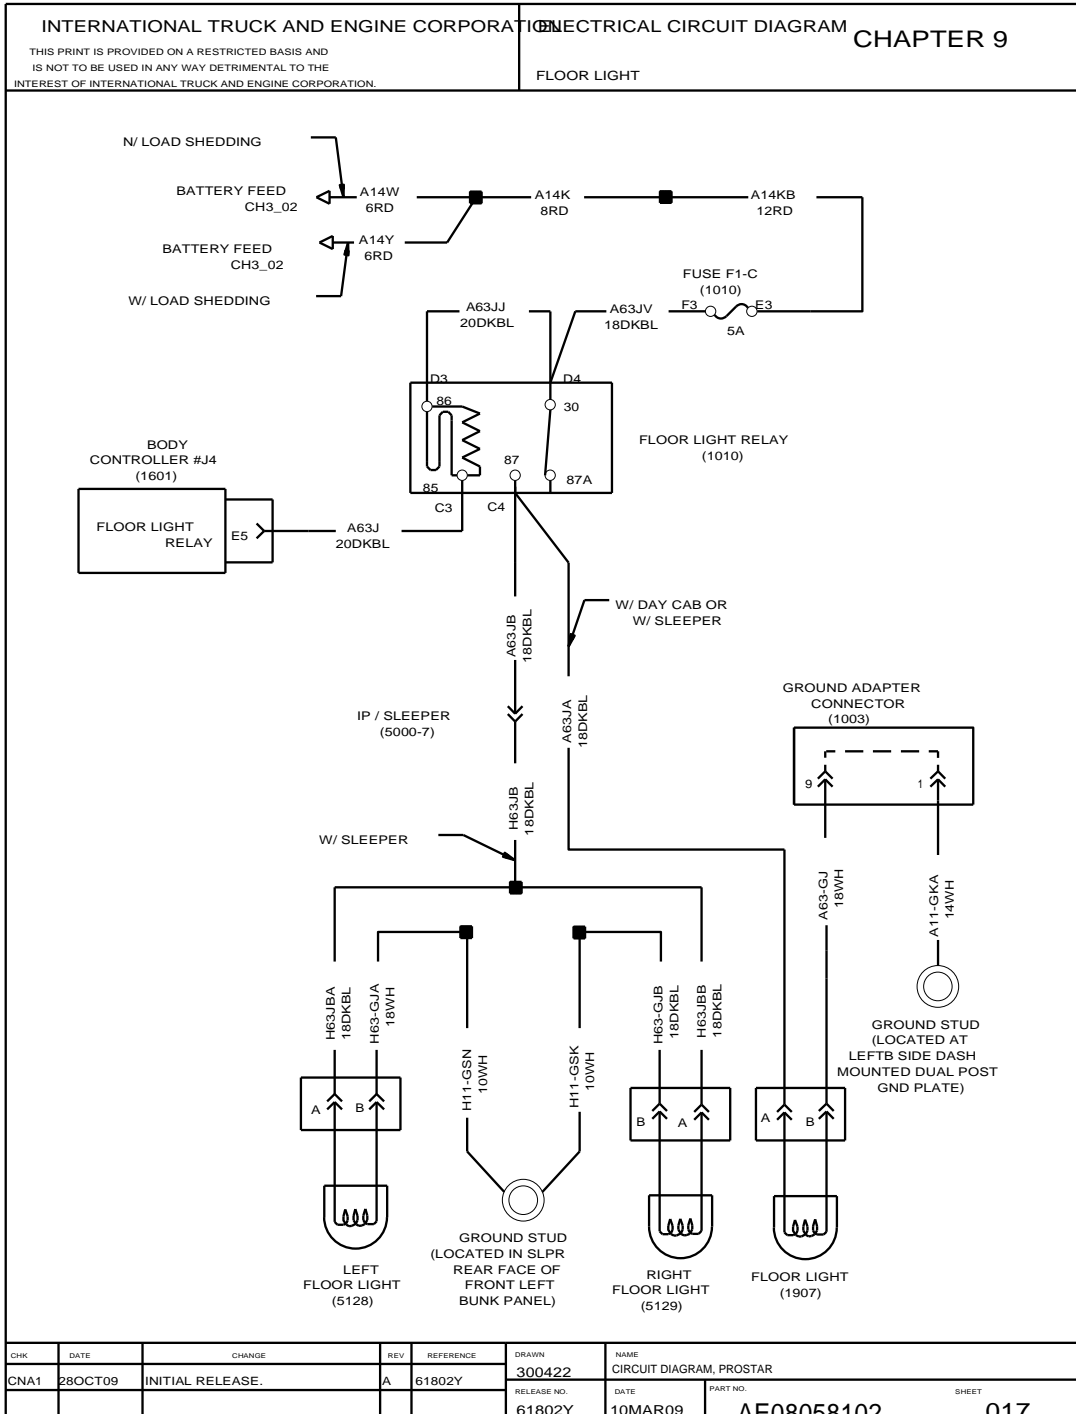 INTERNATIONAL TRUCK AND ENGINE CORPORATION
ELECTRICAL CIRCUIT DIAGRAM
CHAPTER 9
THIS PRINT IS PROVIDED ON A RESTRICTED BASIS AND
IS NOT TO BE USED IN ANY WAY DETRIMENTAL TO THE
INTEREST OF INTERNATIONAL TRUCK AND ENGINE CORPORATION.
FLOOR LIGHT
N/ LOAD SHEDDING
BATTERY FEED
CH3_02
A14W
6RD
A14K
8RD
A14KB
12RD
BATTERY FEED
CH3_02
A14Y
6RD
W/ LOAD SHEDDING
FUSE F1-C
(1010)
F3
E3
5A
A63JJ
20DKBL
A63JV
18DKBL
D3
D4
86
30
87
87A
85
C3
C4
FLOOR LIGHT RELAY
(1010)
BODY
CONTROLLER #J4
(1601)
FLOOR LIGHT
RELAY
E5
A63J
20DKBL
A63JB
18DKBL
W/ DAY CAB OR
W/ SLEEPER
IP / SLEEPER
(5000-7)
A63JA
18DKBL
GROUND ADAPTER
CONNECTOR
(1003)
9
1
H63JB
18DKBL
W/ SLEEPER
A63-GJ
18WH
A11-GKA
14WH
H63JBA
18DKBL
H63-GJA
18WH
H11-GSN
10WH
H11-GSK
10WH
H63-GJB
18DKBL
H63JBB
18DKBL
GROUND STUD
(LOCATED AT
LEFTB SIDE DASH
MOUNTED DUAL POST
GND PLATE)
A
B
B
A
A
B
GROUND STUD
(LOCATED IN SLPR
REAR FACE OF
FRONT LEFT
BUNK PANEL)
LEFT
FLOOR LIGHT
(5128)
RIGHT
FLOOR LIGHT
(5129)
FLOOR LIGHT
(1907)
CHK DATE CHANGE REV REFERENCE
CNA1 28OCT09 INITIAL RELEASE. A 61802Y
DRAWN
300422
NAME
CIRCUIT DIAGRAM, PROSTAR
RELEASE NO.
61802Y
DATE
10MAR09
PART NO.
AE08058102
SHEET
017